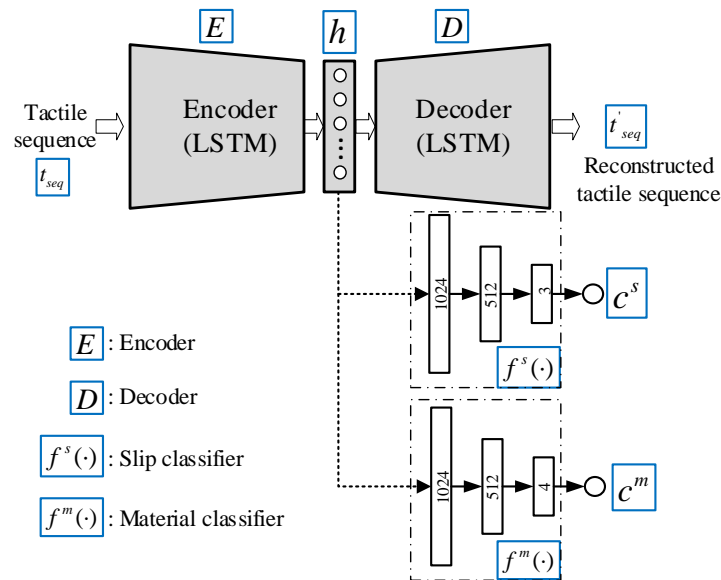 E
h
D
Tactile
sequence
t_seq
Encoder
(LSTM)
Decoder
(LSTM)
t'_seq
Reconstructed
tactile sequence
1024
512
3
c^s
f^s(·)
E : Encoder
D : Decoder
f^s(·) : Slip classifier
f^m(·) : Material classifier
1024
512
4
c^m
f^m(·)